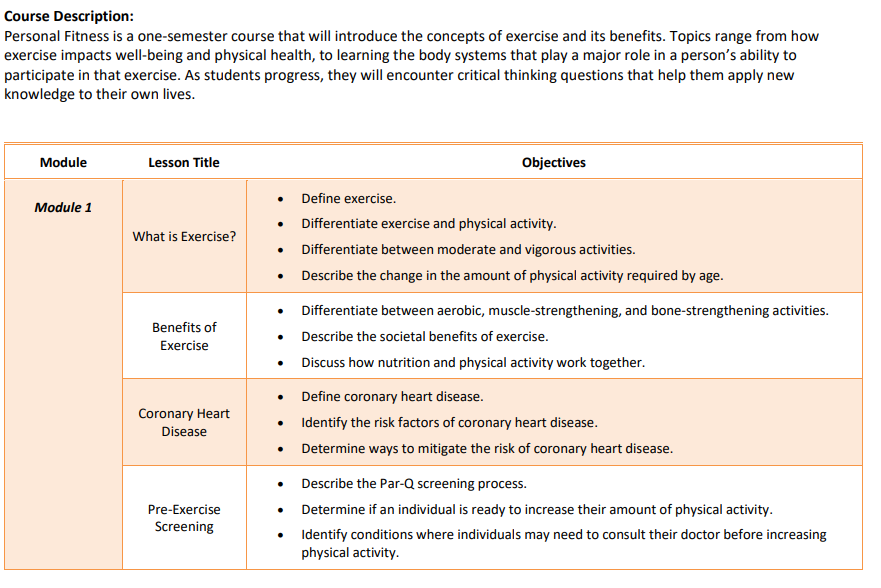 Course Description:
Personal Fitness is a one-semester course that will introduce the concepts of exercise and its benefits. Topics range from how
exercise impacts well-being and physical health, to learning the body systems that play a major role in a person's ability to
participate in that exercise. As students progress, they will encounter critical thinking questions that help them apply new
knowledge to their own lives.
Module Lesson Title Objectives
Module 1
What is Exercise?
• Define exercise.
• Differentiate exercise and physical activity.
• Differentiate between moderate and vigorous activities.
• Describe the change in the amount of physical activity required by age.
Benefits of
Exercise
• Differentiate between aerobic, muscle-strengthening, and bone-strengthening activities.
• Describe the societal benefits of exercise.
• Discuss how nutrition and physical activity work together.
Coronary Heart
Disease
• Define coronary heart disease.
• Identify the risk factors of coronary heart disease.
• Determine ways to mitigate the risk of coronary heart disease.
Pre-Exercise
Screening
• Describe the Par-Q screening process.
• Determine if an individual is ready to increase their amount of physical activity.
• Identify conditions where individuals may need to consult their doctor before increasing
physical activity.